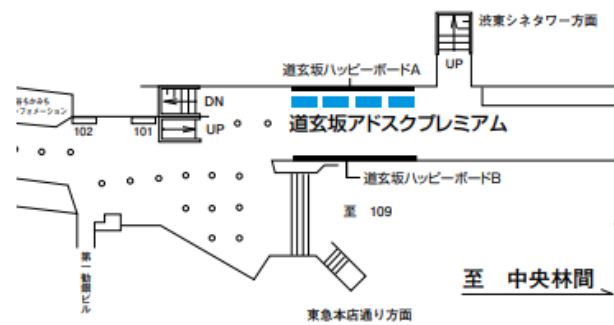 渋東シネタワー方面
UP
道玄坂ハッピーボードA
DN
UP
102
101
道玄坂アドスクプレミアム
道玄坂ハッピーボードB
至 109
第一勧銀ビル
至 中央林間
東急本店通り方面